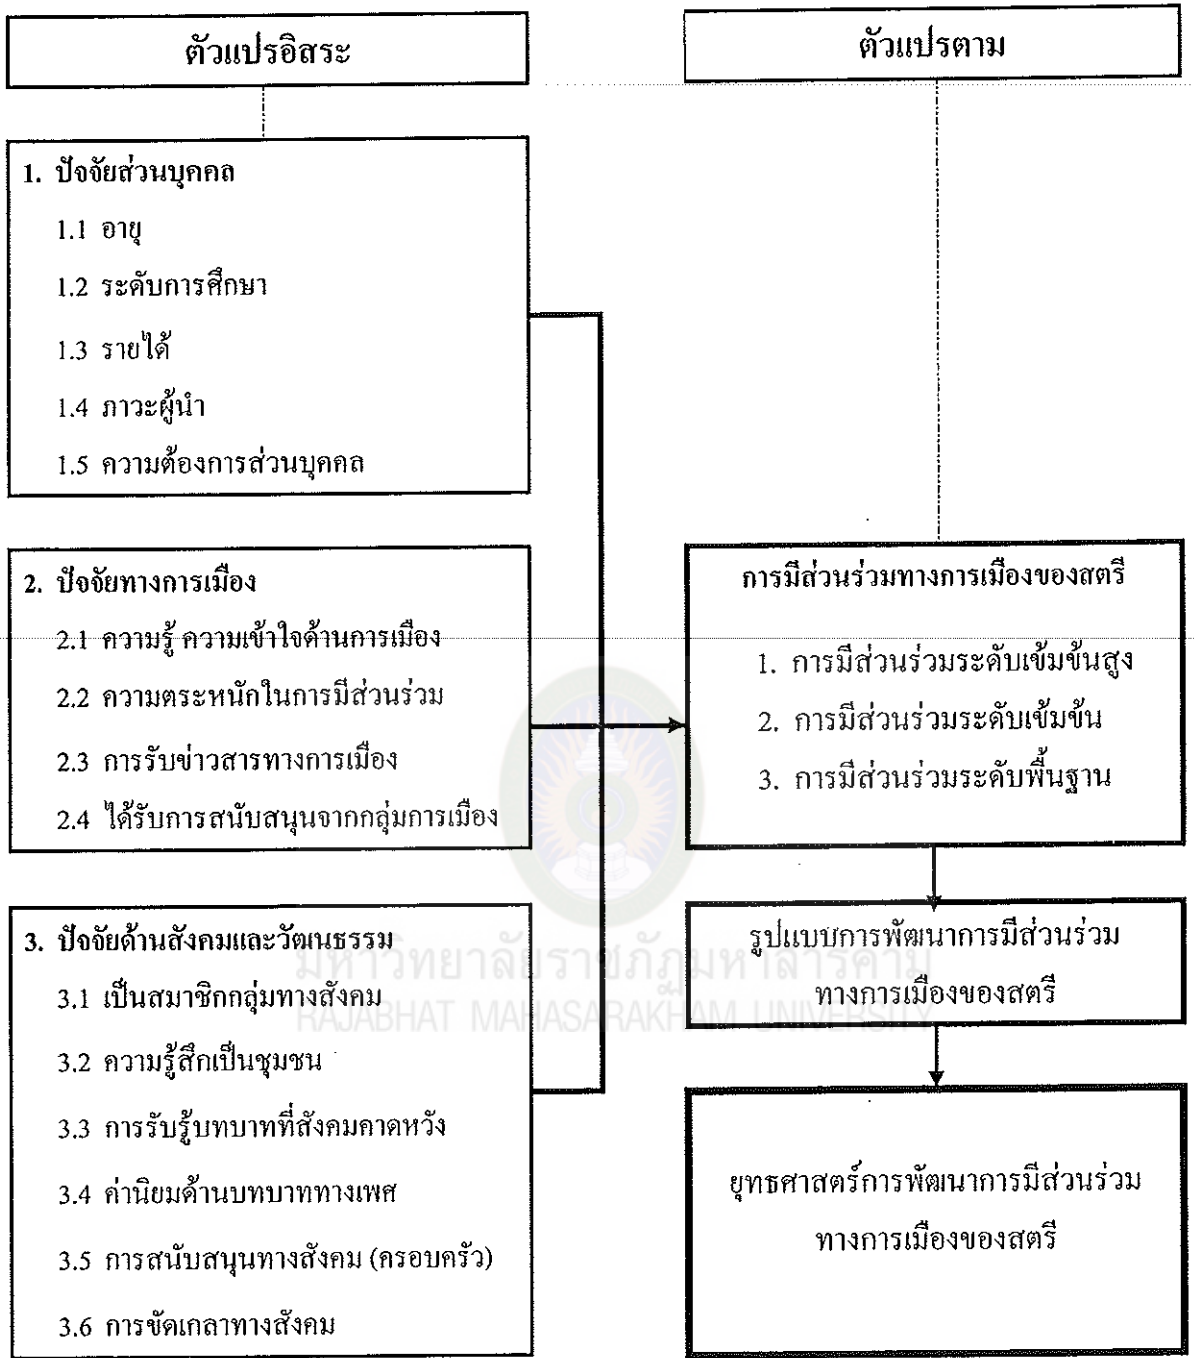 ตัวแปรอิสระ
ตัวแปรตาม
1. ปัจจัยส่วนบุคคล
1.1 อายุ
1.2 ระดับการศึกษา
1.3 รายได้
1.4 ภาวะผู้นำ
1.5 ความต้องการส่วนบุคคล
2. ปัจจัยทางการเมือง
2.1 ความรู้ ความเข้าใจด้านการเมือง
2.2 ความตระหนักในการมีส่วนร่วม
2.3 การรับข่าวสารทางการเมือง
2.4 ได้รับการสนับสนุนจากกลุ่มการเมือง
3. ปัจจัยด้านสังคมและวัฒนธรรม
3.1 เป็นสมาชิกกลุ่มทางสังคม
3.2 ความรู้สึกเป็นชุมชน
3.3 การรับรู้บทบาทที่สังคมคาดหวัง
3.4 ค่านิยมด้านบทบาททางเพศ
3.5 การสนับสนุนทางสังคม (ครอบครัว)
3.6 การขัดเกลาทางสังคม
การมีส่วนร่วมทางการเมืองของสตรี
1. การมีส่วนร่วมระดับเข้มข้นสูง
2. การมีส่วนร่วมระดับเข้มข้น
3. การมีส่วนร่วมระดับพื้นฐาน
รูปแบบการพัฒนาการมีส่วนร่วม
ทางการเมืองของสตรี
ยุทธศาสตร์การพัฒนาการมีส่วนร่วม
ทางการเมืองของสตรี
มหาวิทยาลัยราชภัฏมหาสารคาม
RAJABHAT MAHASARAKHAM UNIVERSITY